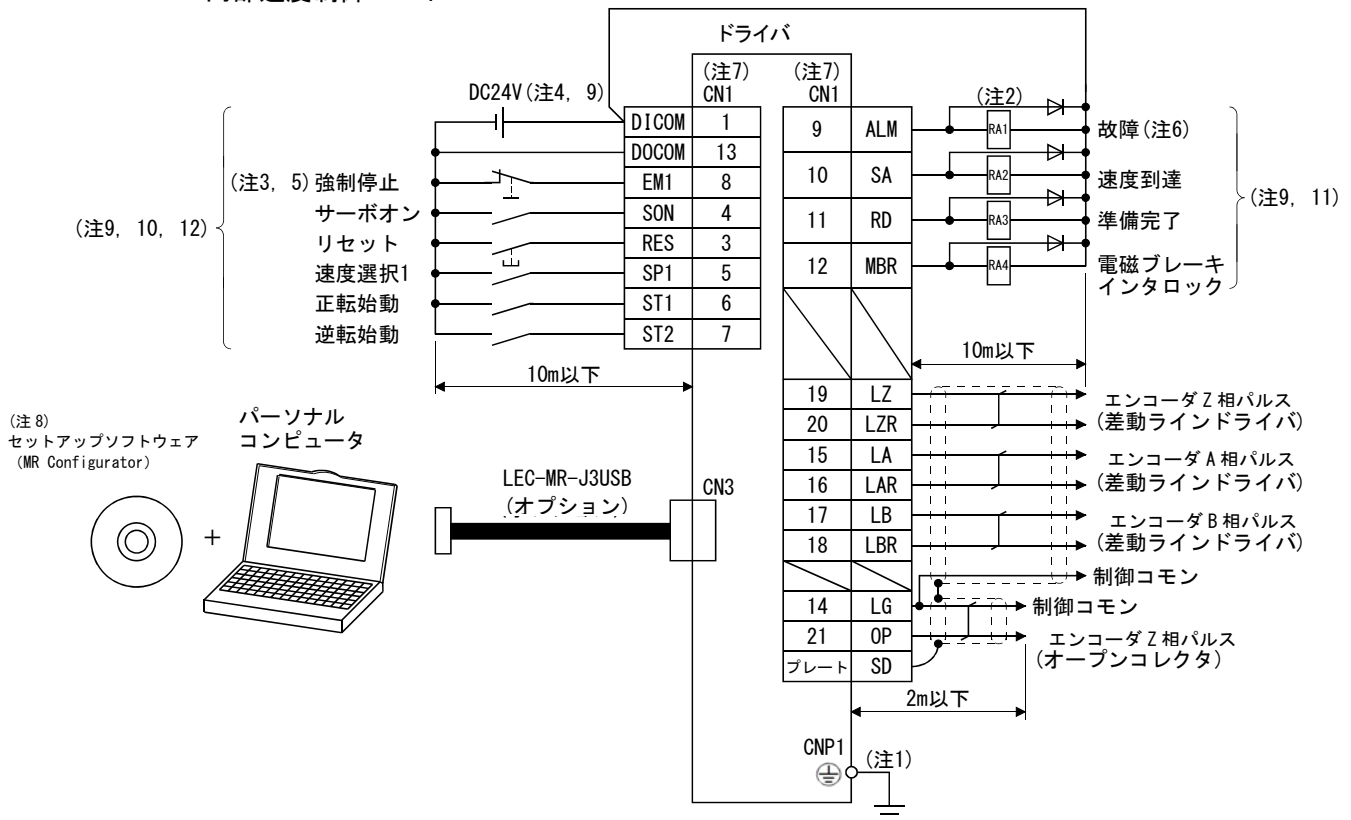 ドライバ
(注7) CN1
(注7) CN1
DC24V(注4, 9)
DICOM 1
DOCOM 13
EM1 8
SON 4
RES 3
SP1 5
ST1 6
ST2 7
(注9, 10, 12)
(注3, 5)強制停止
サーボオン
リセット
速度選択1
正転始動
逆転始動
10m以下
(注2)
9 ALM RA1 故障(注6)
10 SA RA2 速度到達
11 RD RA3 準備完了
12 MBR RA4 電磁ブレーキ
インタロック
(注9, 11)
10m以下
19 LZ
20 LZR
エンコーダZ相パルス
(差動ラインドライバ)
15 LA
16 LAR
エンコーダA相パルス
(差動ラインドライバ)
17 LB
18 LBR
エンコーダB相パルス
(差動ラインドライバ)
制御コモン
14 LG 制御コモン
21 OP
エンコーダZ相パルス
(オープンコレクタ)
プレート SD
2m以下
(注8)
セットアップソフトウェア
(MR Configurator)
+
パーソナル
コンピュータ
LEC-MR-J3USB
(オプション)
CN3
CNP1
(注1)